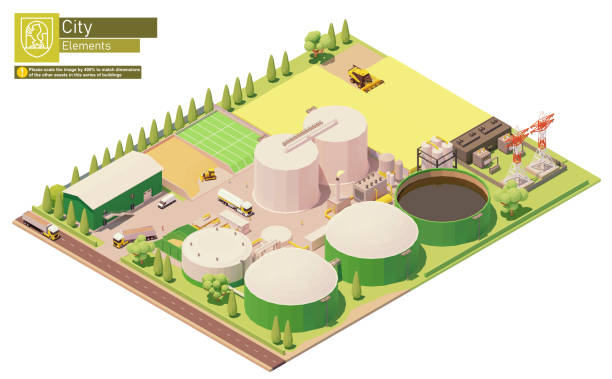 City
Elements
Please scale the image by 400% to match dimensions
of the other assets in this series of buildings